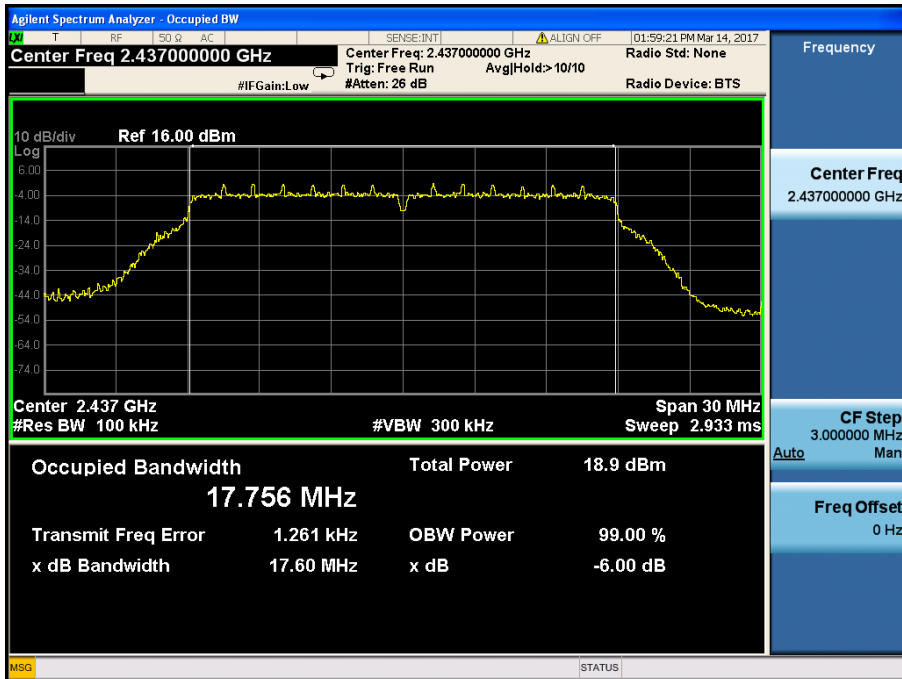 Agilent Spectrum Analyzer - Occupied BW
LXI T RF 50 Ω AC SENSE:INT ALIGN OFF 01:59:21 PM Mar 14, 2017
Center Freq 2.437000000 GHz
Center Freq: 2.437000000 GHz
Radio Std: None
Trig: Free Run Avg|Hold:> 10/10
#IFGain:Low
#Atten: 26 dB
Radio Device: BTS
10 dB/div Ref 16.00 dBm
Log
6.00
-4.00
-14.0
-24.0
-34.0
-44.0
-54.0
-64.0
-74.0
Center 2.437 GHz Span 30 MHz
#Res BW 100 kHz #VBW 300 kHz Sweep 2.933 ms
Occupied Bandwidth Total Power 18.9 dBm
17.756 MHz
Transmit Freq Error 1.261 kHz OBW Power 99.00 %
x dB Bandwidth 17.60 MHz x dB -6.00 dB
MSG STATUS
Frequency
Center Freq
2.437000000 GHz
CF Step
3.000000 MHz
Auto Man
Freq Offset
0 Hz